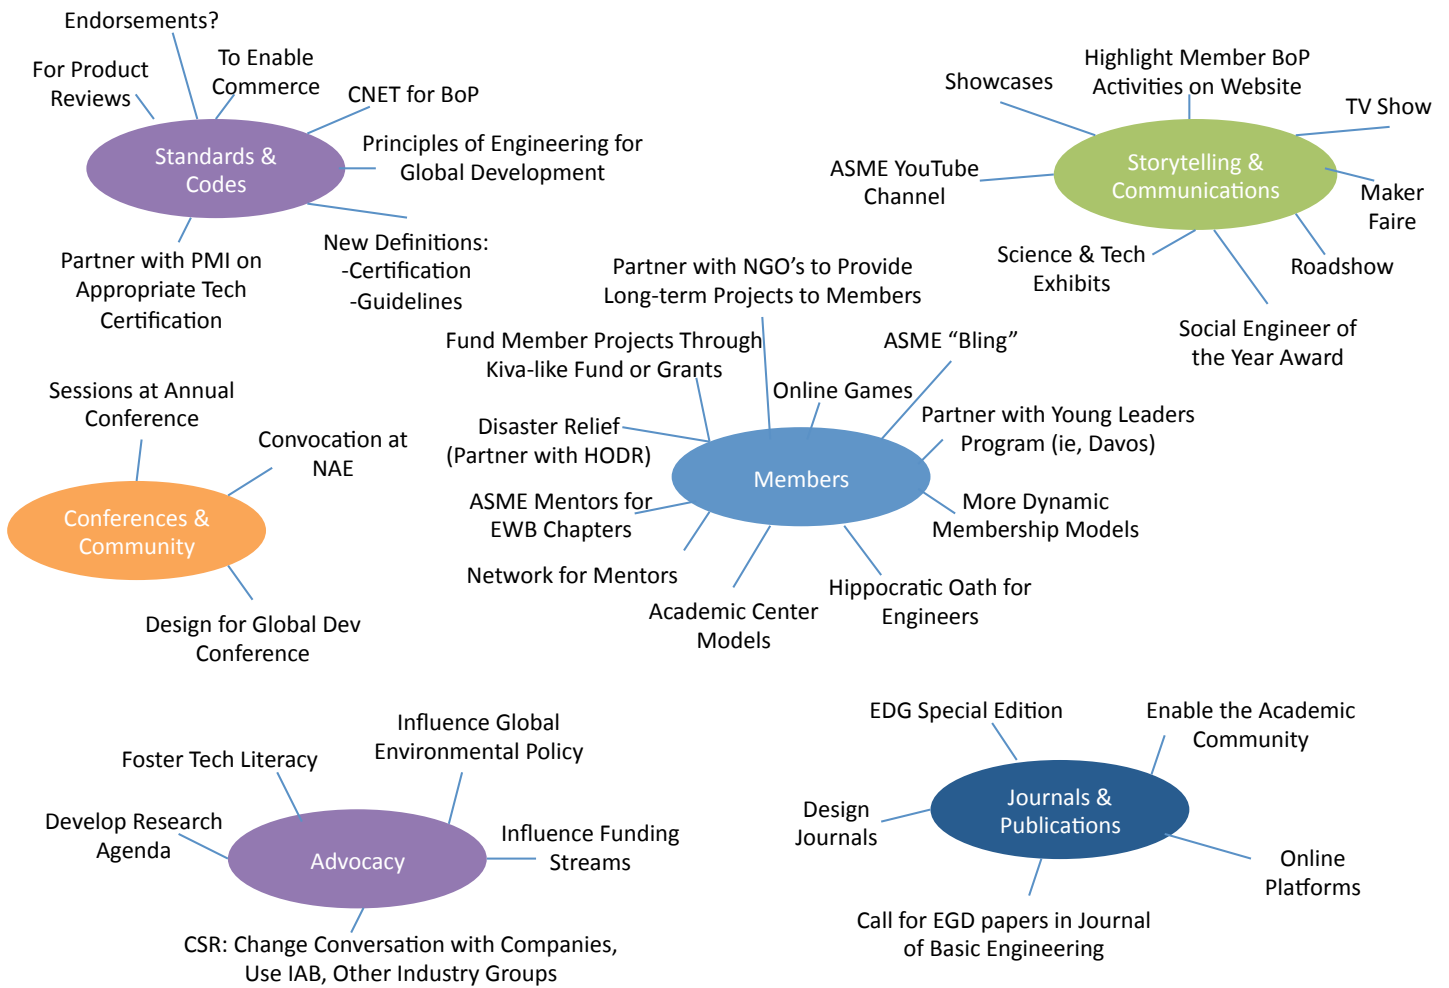 Endorsements?
For Product
Reviews
To Enable
Commerce
CNET for BoP
Principles of Engineering for
Global Development
Standards &
Codes
New Definitions:
-Certification
-Guidelines
Partner with PMI on
Appropriate Tech
Certification
Showcases
Highlight Member BoP
Activities on Website
TV Show
ASME YouTube
Channel
Storytelling &
Communications
Maker
Faire
Science & Tech
Exhibits
Roadshow
Social Engineer of
the Year Award
Partner with NGO's to Provide
Long-term Projects to Members
Fund Member Projects Through
Kiva-like Fund or Grants
ASME “Bling”
Online Games
Disaster Relief
(Partner with HODR)
Partner with Young Leaders
Program (ie, Davos)
Members
ASME Mentors for
EWB Chapters
More Dynamic
Membership Models
Network for Mentors
Academic Center
Models
Hippocratic Oath for
Engineers
Sessions at Annual
Conference
Convocation at
NAE
Conferences &
Community
Design for Global Dev
Conference
Influence Global
Environmental Policy
Foster Tech Literacy
Develop Research
Agenda
Advocacy
Influence Funding
Streams
CSR: Change Conversation with Companies,
Use IAB, Other Industry Groups
EDG Special Edition
Enable the Academic
Community
Design
Journals
Journals &
Publications
Online
Platforms
Call for EGD papers in Journal
of Basic Engineering